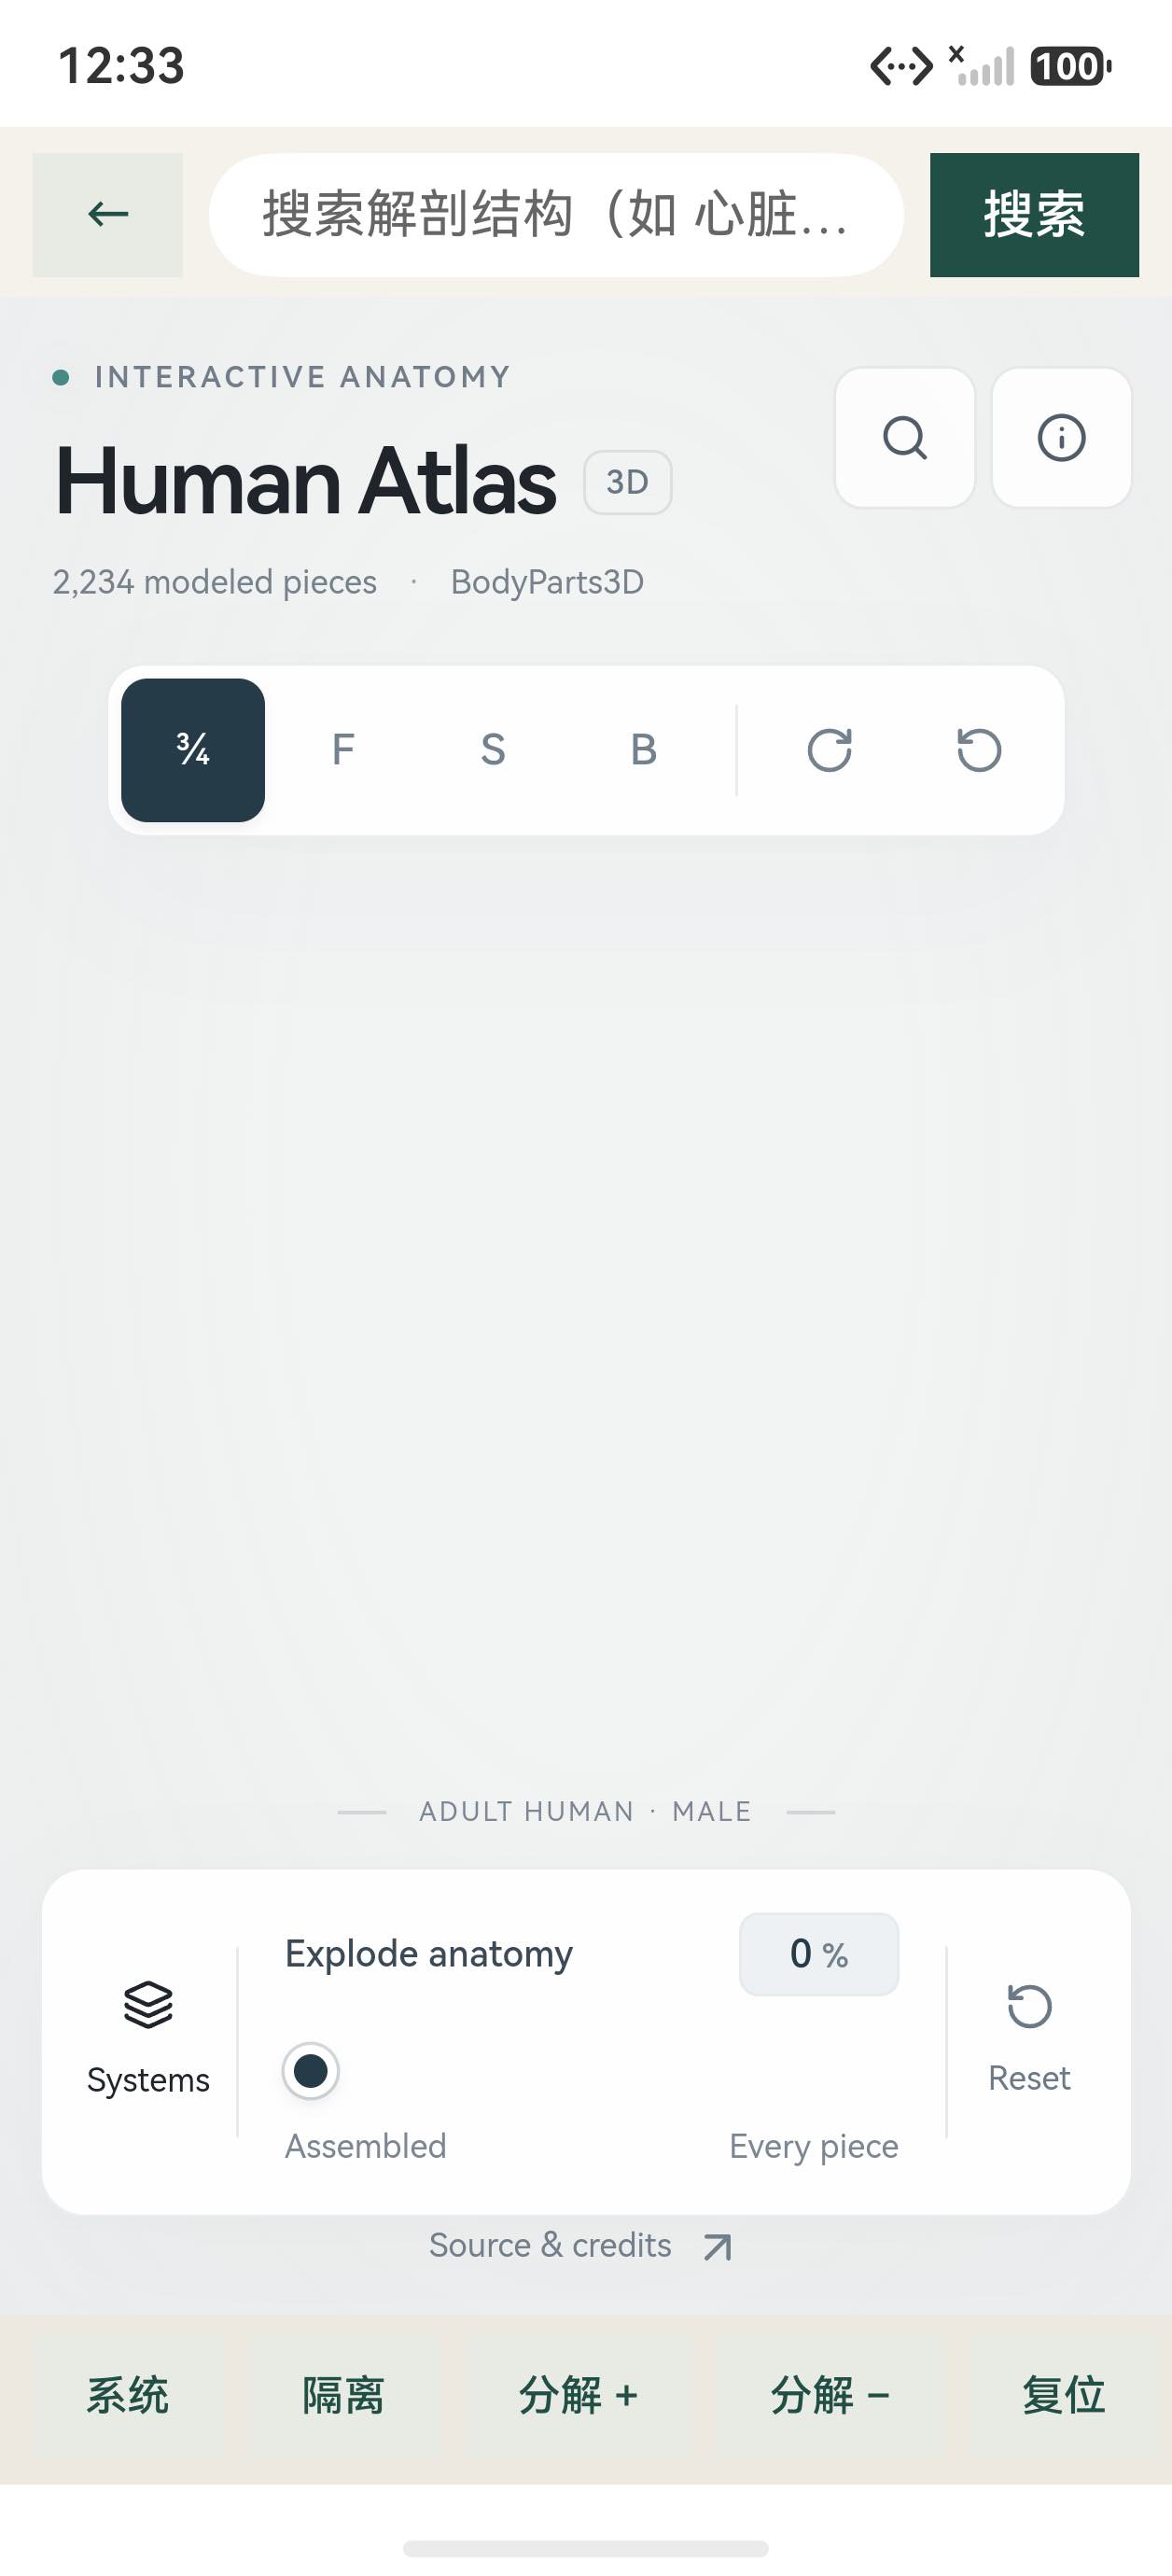 12:33
100
搜索解剖结构（如 心脏…
搜索
INTERACTIVE ANATOMY
Human Atlas 3D
2,234 modeled pieces · BodyParts3D
¾ F S B
ADULT HUMAN · MALE
Explode anatomy 0 %
Systems
Reset
Assembled Every piece
Source & credits
系统 隔离 分解 + 分解 − 复位